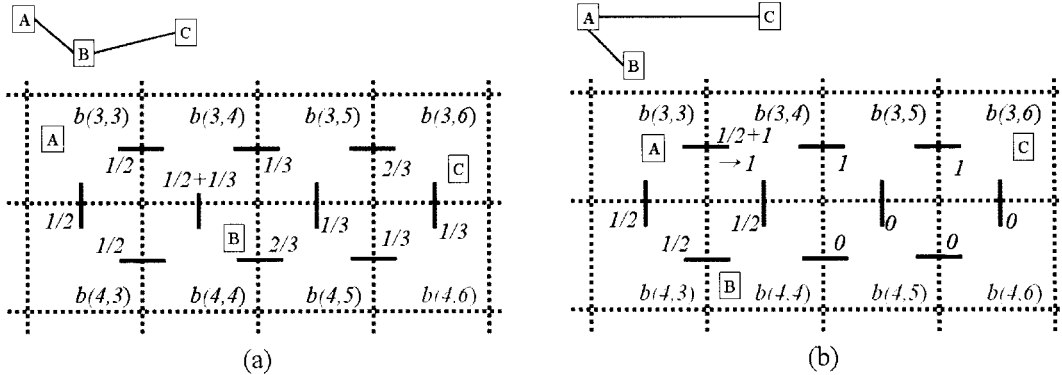 A
B
C
b(3,3)
b(3,4)
b(3,5)
b(3,6)
A
C
1/2
1/3
2/3
1/2+1/3
1/2
1/3
1/3
B
1/2
2/3
1/3
b(4,3)
b(4,4)
b(4,5)
b(4,6)
(a)
A
C
B
b(3,3)
b(3,4)
b(3,5)
b(3,6)
A
C
1/2+1
→1
1
1
1/2
1/2
0
0
1/2
0
0
B
b(4,3)
b(4,4)
b(4,5)
b(4,6)
(b)